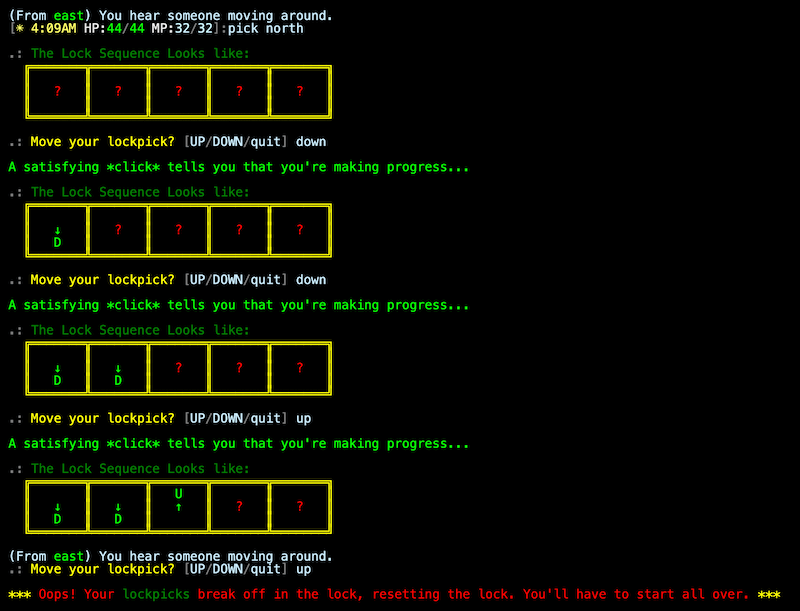 (From east) You hear someone moving around.
[☀ 4:09AM HP:44/44 MP:32/32]:pick north
.: The Lock Sequence Looks like:
? ? ? ? ?
.: Move your lockpick? [UP/DOWN/quit] down
A satisfying *click* tells you that you're making progress...
.: The Lock Sequence Looks like:
↓ ? ? ? ?
D
.: Move your lockpick? [UP/DOWN/quit] down
A satisfying *click* tells you that you're making progress...
.: The Lock Sequence Looks like:
↓ ↓ ? ? ?
D D
.: Move your lockpick? [UP/DOWN/quit] up
A satisfying *click* tells you that you're making progress...
.: The Lock Sequence Looks like:
U
↓ ↓ ↑ ? ?
D D
(From east) You hear someone moving around.
.: Move your lockpick? [UP/DOWN/quit] up
*** Oops! Your lockpicks break off in the lock, resetting the lock. You'll have to start all over. ***